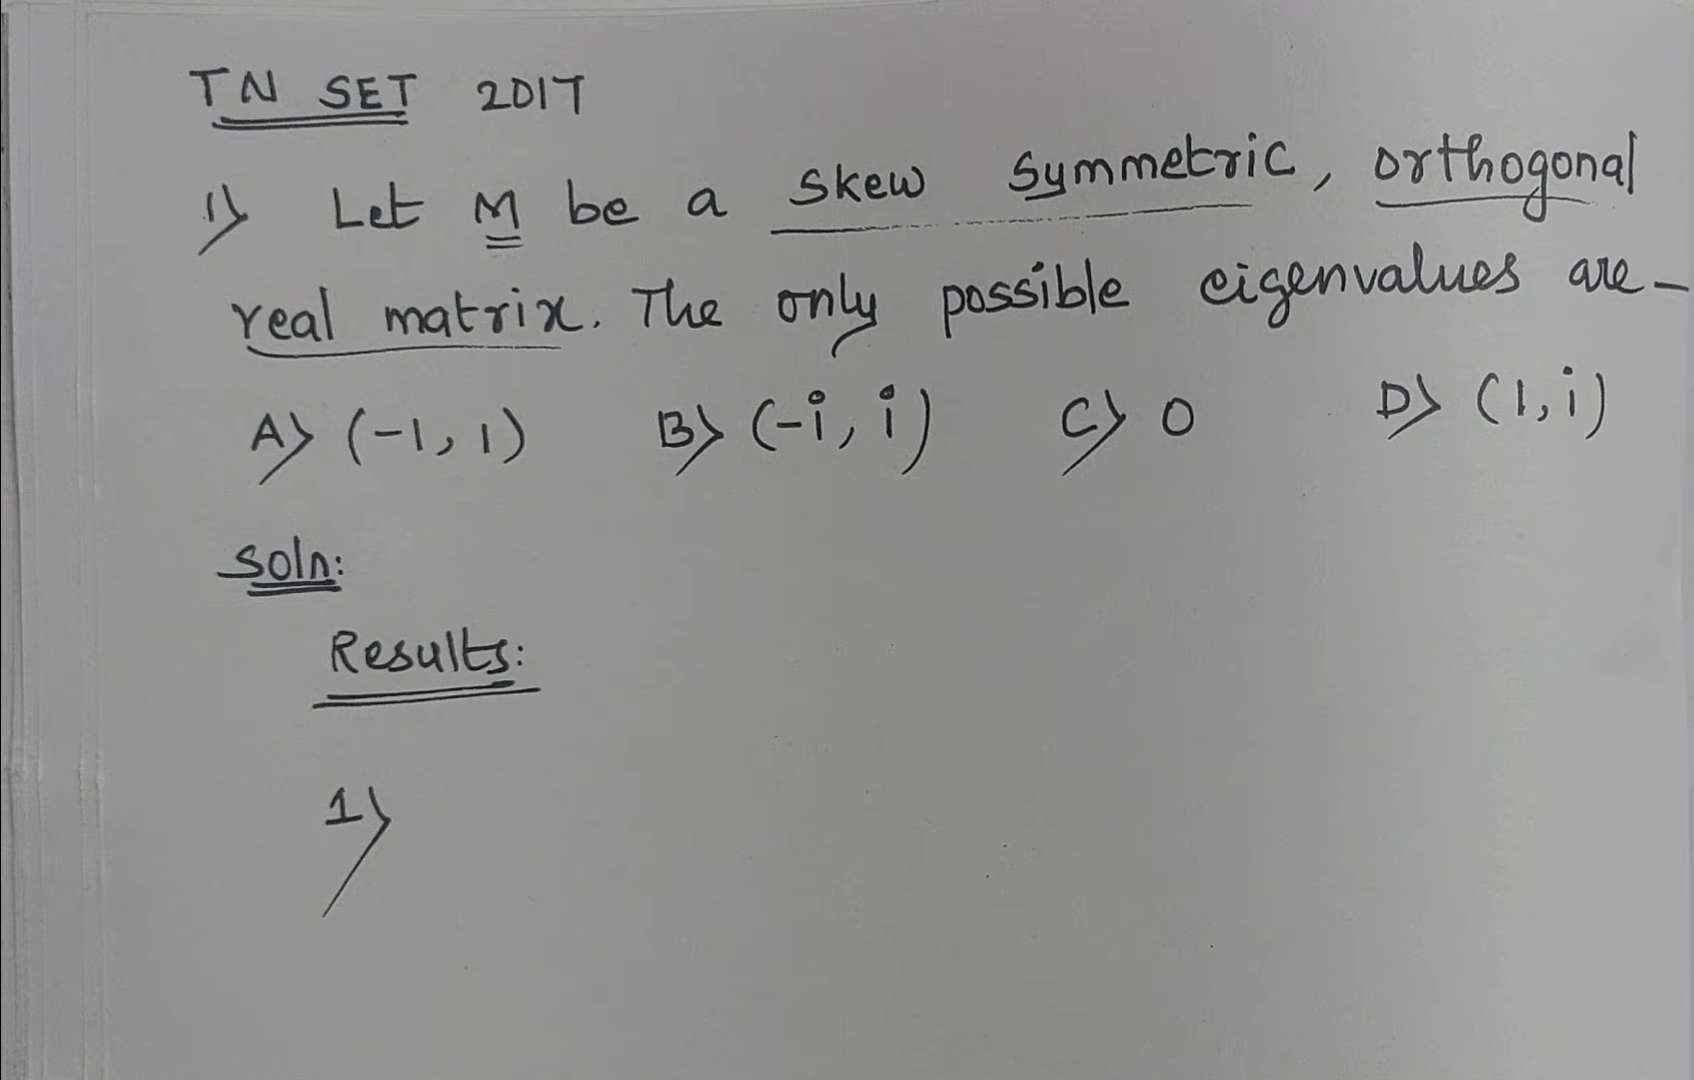 TN SET 2017
1) Let M be a skew symmetric, orthogonal
real matrix. The only possible eigenvalues are -
A) (-1, 1) B) (-i, i) C) 0 D) (1, i)
Soln:
Results:
1)